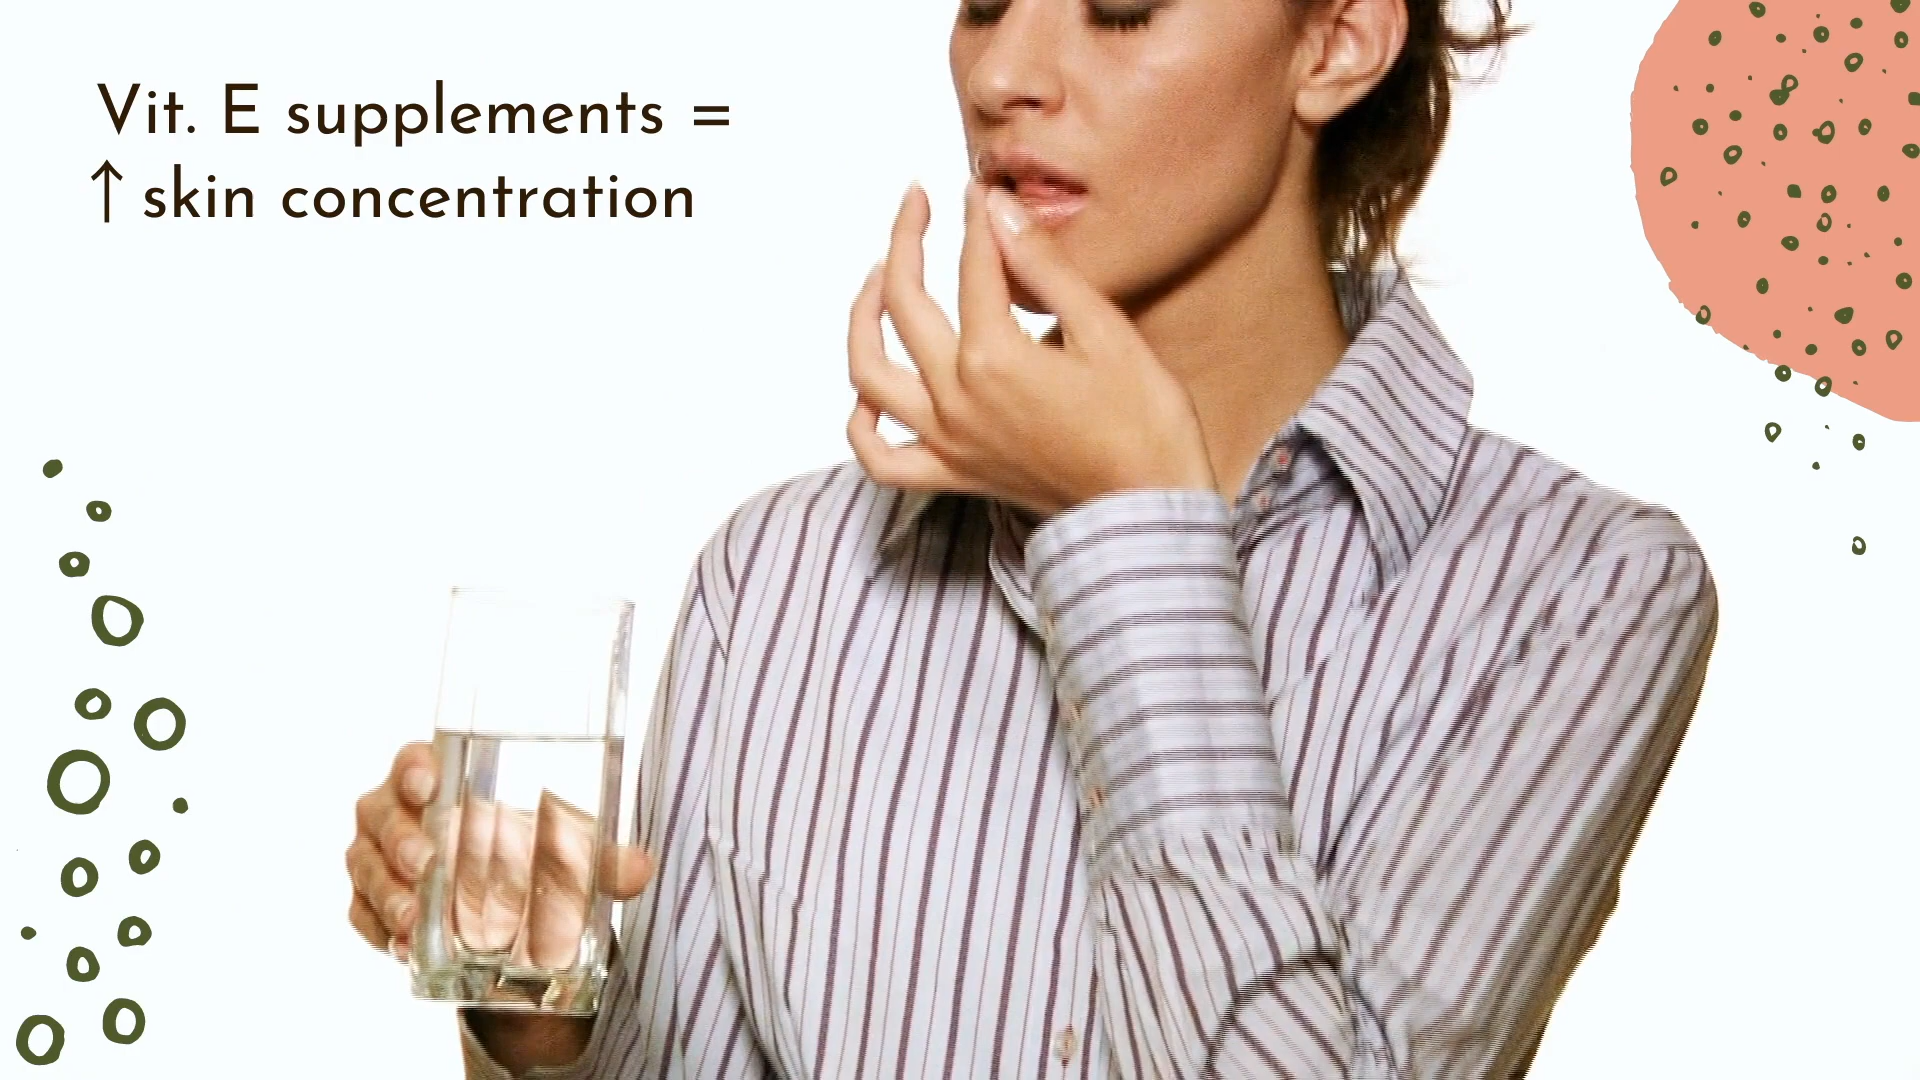 Vit. E supplements =
↑ skin concentration